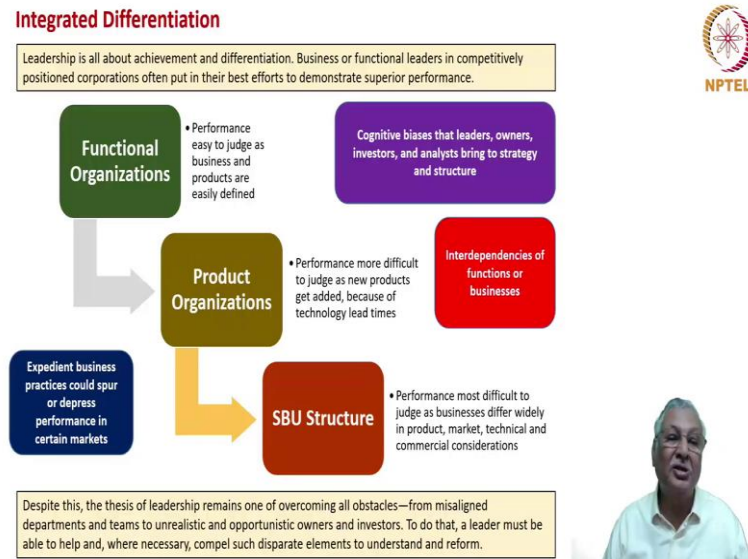 Integrated Differentiation
Leadership is all about achievement and differentiation. Business or functional leaders in competitively
positioned corporations often put in their best efforts to demonstrate superior performance.
NPTEL
Functional
Organizations
• Performance
easy to judge as
business and
products are
easily defined
Cognitive biases that leaders, owners,
investors, and analysts bring to strategy
and structure
Product
Organizations
• Performance more difficult
to judge as new products
get added, because of
technology lead times
Interdependencies of
functions or
businesses
Expedient business
practices could spur
or depress
performance in
certain markets
SBU Structure
• Performance most difficult to
judge as businesses differ widely
in product, market, technical and
commercial considerations
Despite this, the thesis of leadership remains one of overcoming all obstacles—from misaligned
departments and teams to unrealistic and opportunistic owners and investors. To do that, a leader must be
able to help and, where necessary, compel such disparate elements to understand and reform.